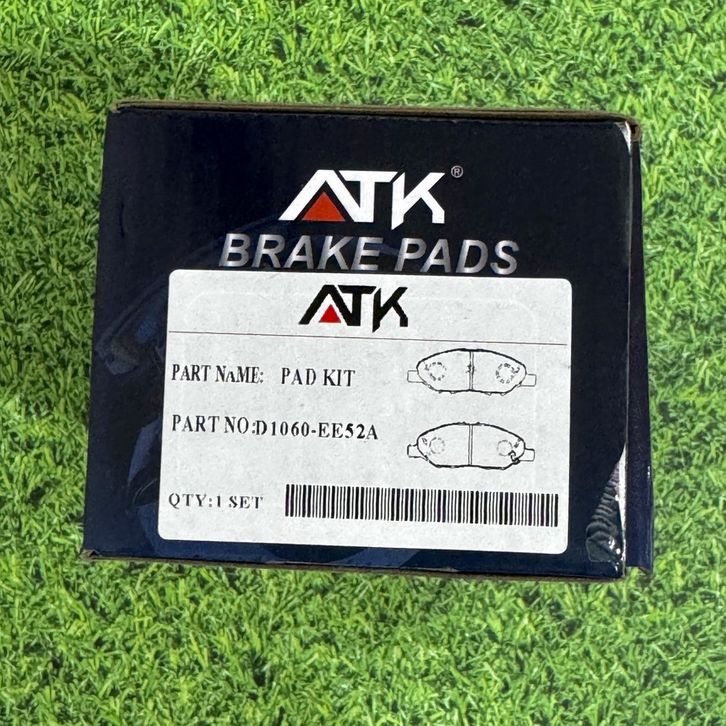 ATK®
BRAKE PADS
ATK
PART NAME: PAD KIT
PART NO:D1060-EE52A
QTY:1 SET